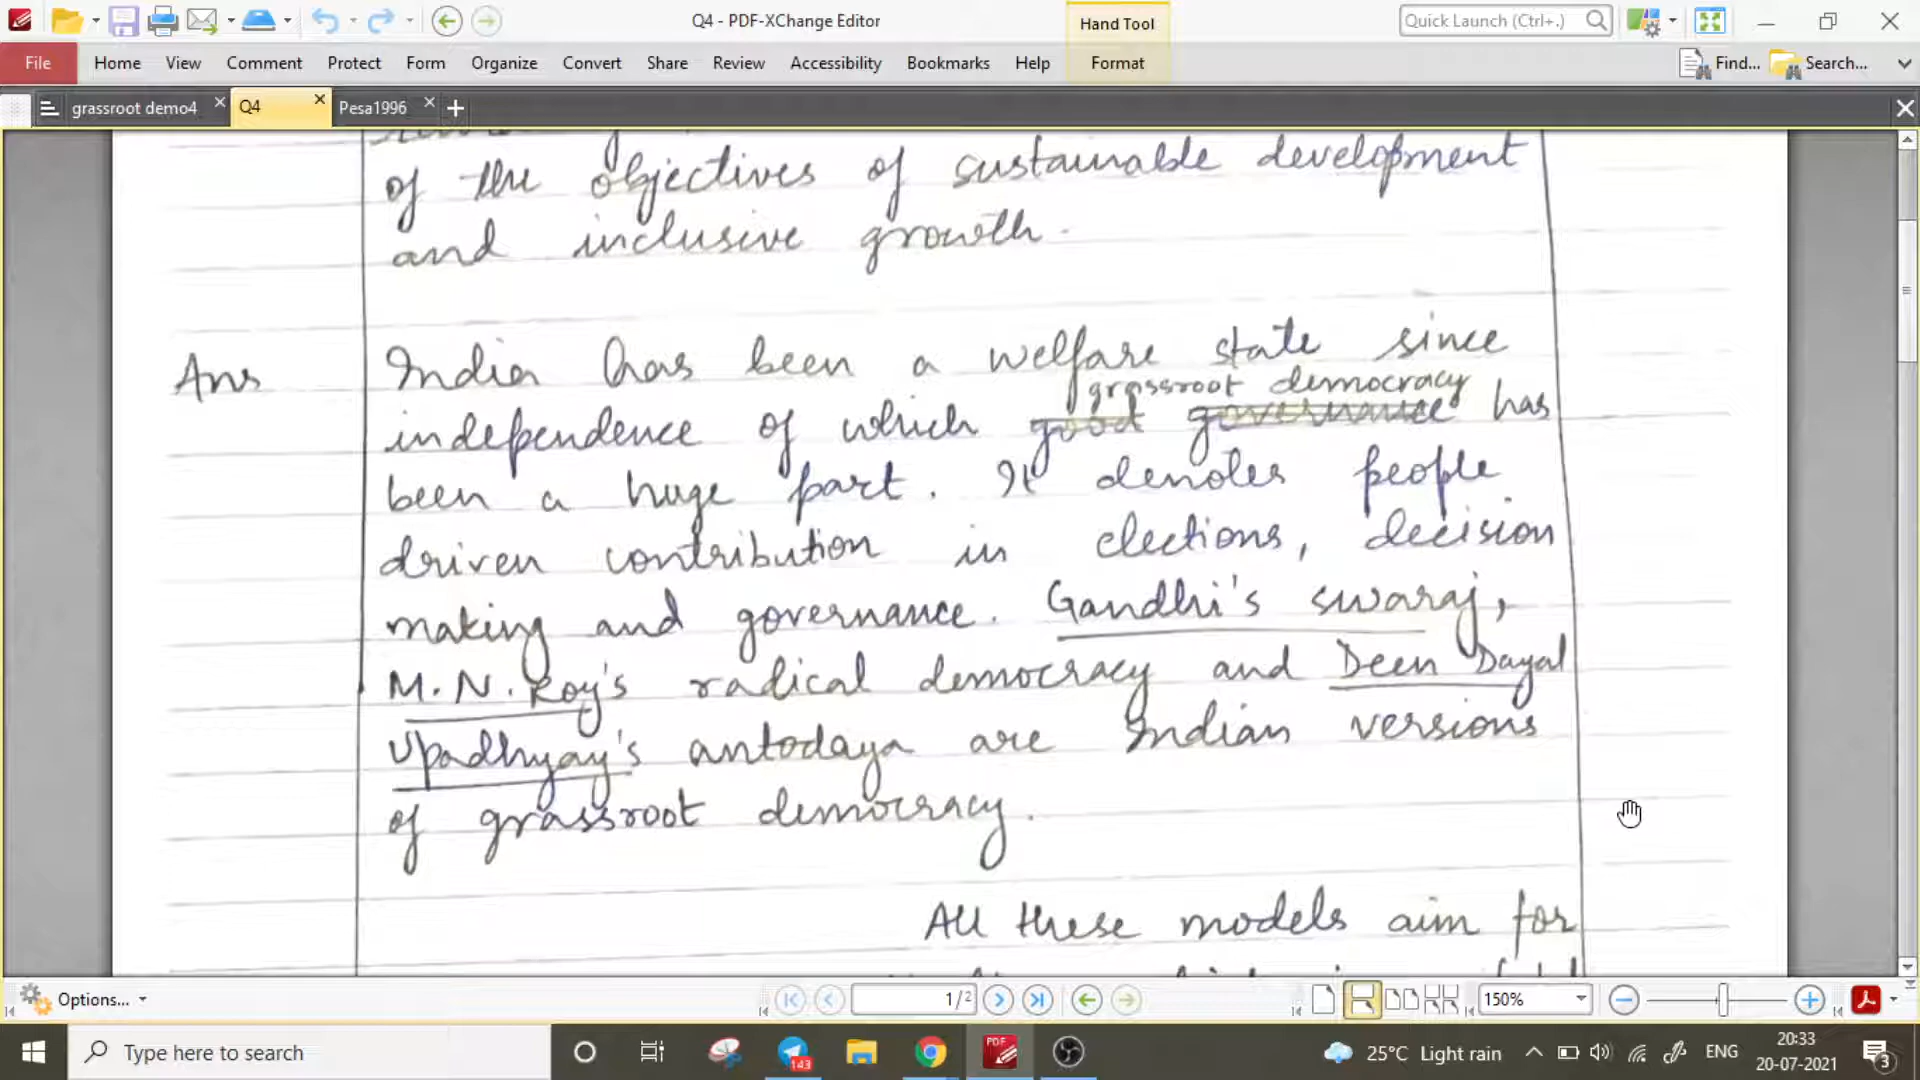 Q4 - PDF-XChange Editor
Hand Tool
Quick Launch (Ctrl+.)
File Home View Comment Protect Form Organize Convert Share Review Accessibility Bookmarks Help Format Find... Search...
grassroot demo4 Q4 Pesa1996
of the objectives of sustainable development
and inclusive growth.
Ans India has been a welfare state since
grassroot democracy
independence of which good governance has
been a huge part. It denotes people
driven contribution in elections, decision
making and governance. Gandhi's swaraj,
M.N. Roy's radical democracy and Deen Dayal
Upadhyay's antodaya are Indian versions
of grassroot democracy.
All these models aim for
Options... 1/2 150%
Type here to search
143
PDF
25°C Light rain
ENG
20:33
20-07-2021
3